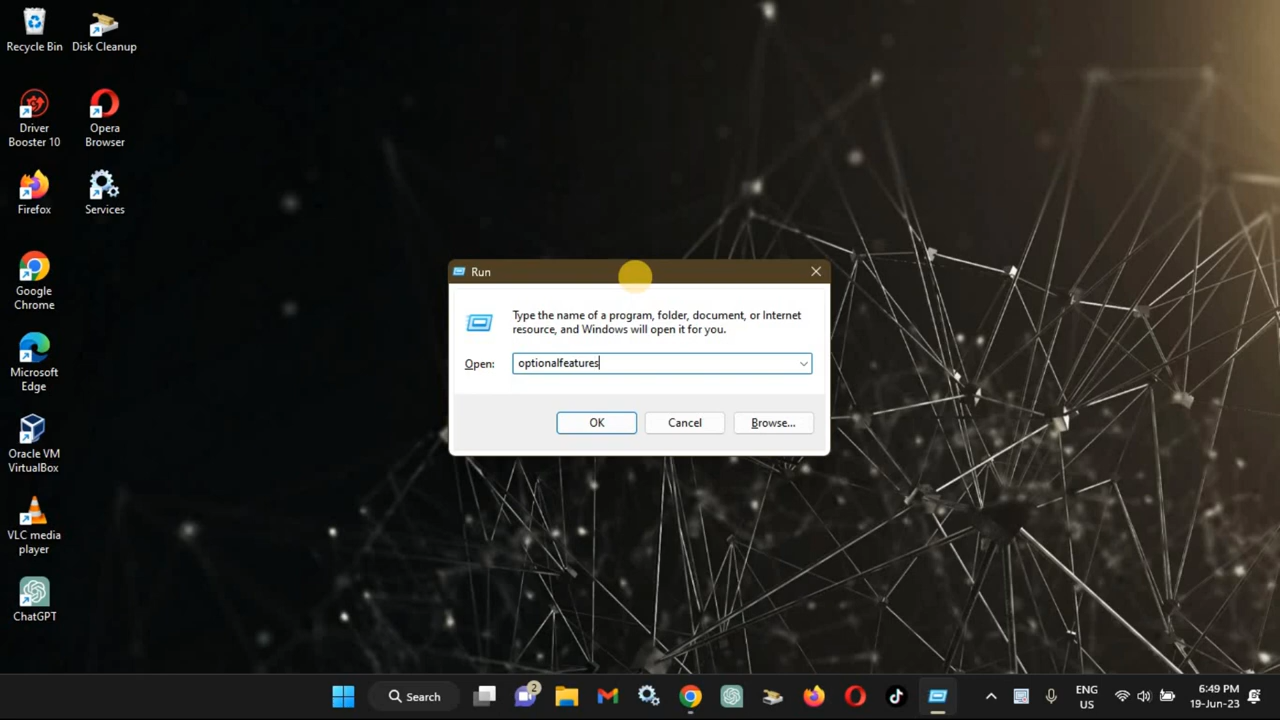 Recycle Bin
Disk Cleanup
Driver
Booster 10
Opera
Browser
Firefox
Services
Google
Chrome
Microsoft
Edge
Oracle VM
VirtualBox
VLC media
player
ChatGPT
Run
Type the name of a program, folder, document, or Internet
resource, and Windows will open it for you.
Open:
optionalfeatures
OK
Cancel
Browse...
Search
2
ENG
US
6:49 PM
19-Jun-23